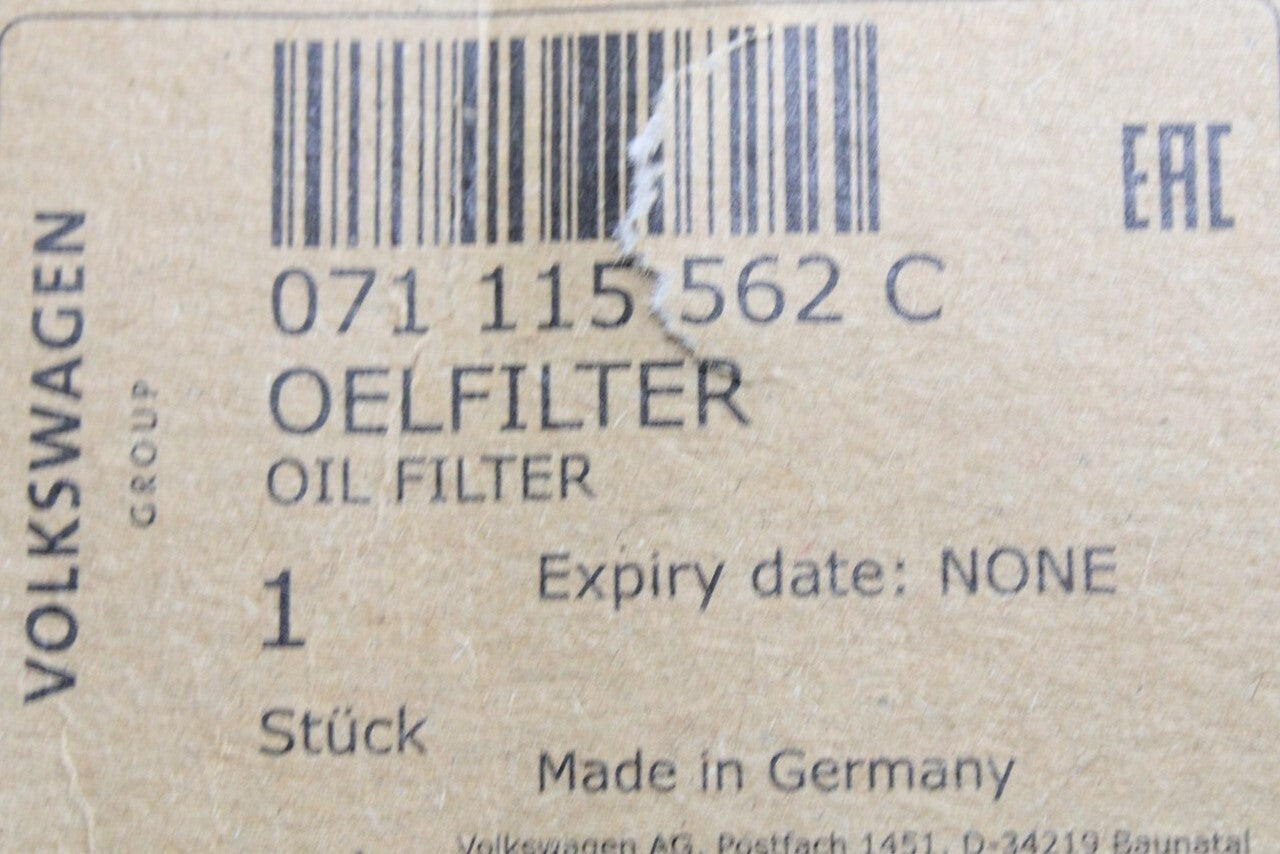 VOLKSWAGEN
GROUP
EAC
071 115 562 C
OELFILTER
OIL FILTER
1
Expiry date: NONE
Stück
Made in Germany
Volkswagen AG, Postfach 1451, D-34219 Baunatal